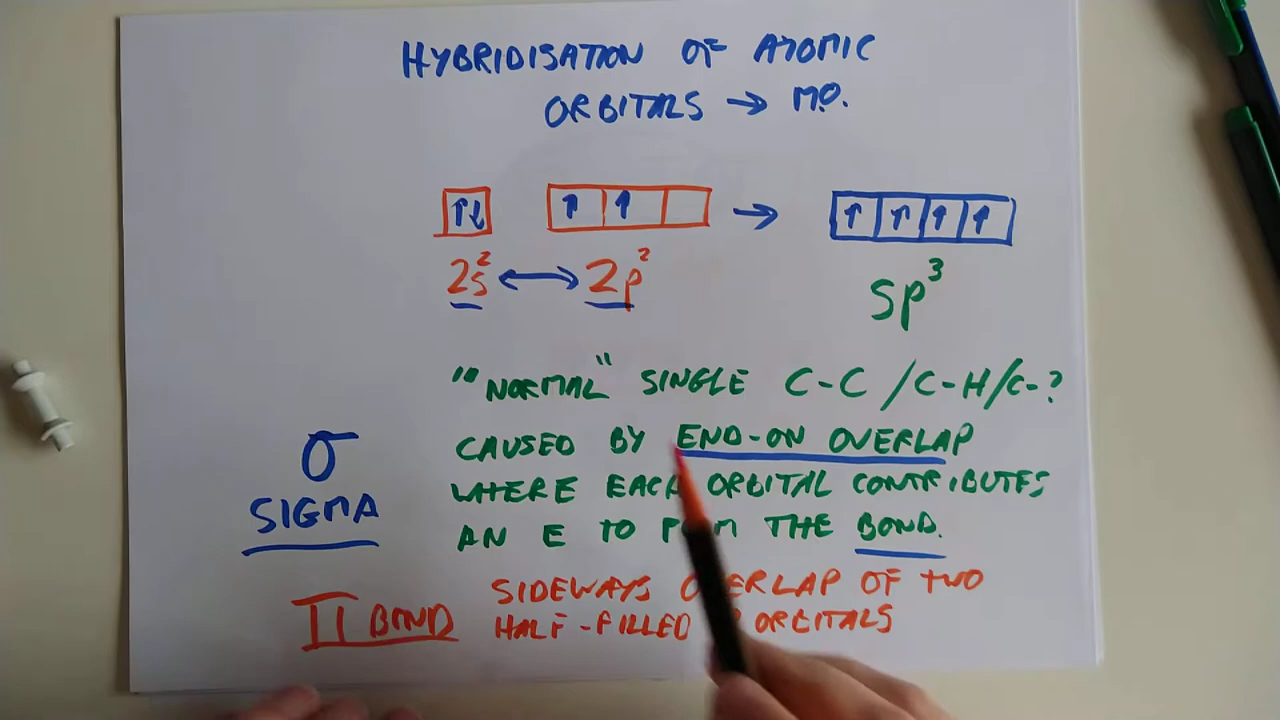 HYBRIDISATION OF ATOMIC
ORBITALS → M.O.
↑↓ ↑ ↑ → ↑ ↑ ↑ ↑
2s² ↔ 2p² sp³
"NORMAL" SINGLE C-C /C-H/C-?
σ CAUSED BY END-ON OVERLAP
SIGMA WHERE EACH ORBITAL CONTRIBUTES
AN E TO THE BOND.
π BOND SIDEWAYS OVERLAP OF TWO
HALF-FILLED ORBITALS